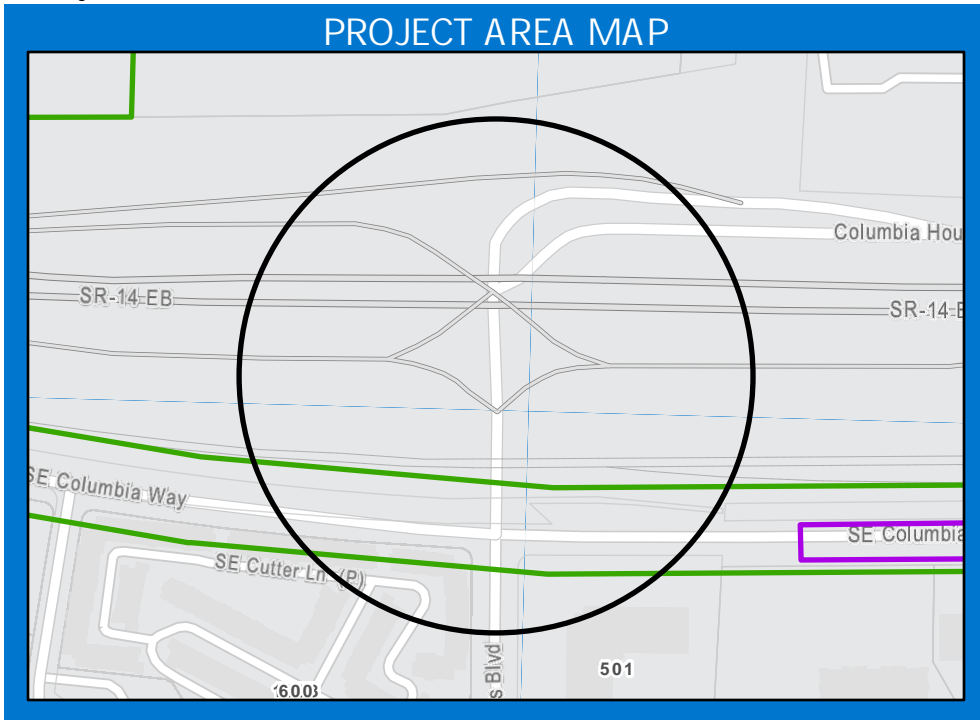 PROJECT AREA MAP
Columbia Hou
SR-14 EB
SR-14 E
SE Columbia Way
SE Columbia
SE Cutter Ln (P)
s Blvd
501